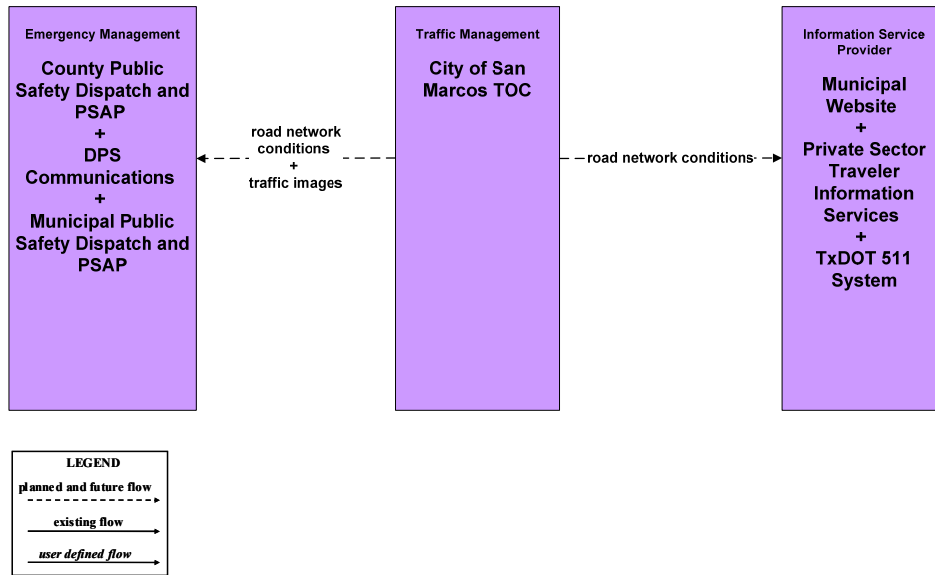 Emergency Management
County Public
Safety Dispatch and
PSAP
+
DPS
Communications
+
Municipal Public
Safety Dispatch and
PSAP
road network
conditions
+
traffic images
Traffic Management
City of San
Marcos TOC
road network conditions
Information Service
Provider
Municipal
Website
+
Private Sector
Traveler
Information
Services
+
TxDOT 511
System
LEGEND
planned and future flow
existing flow
user defined flow